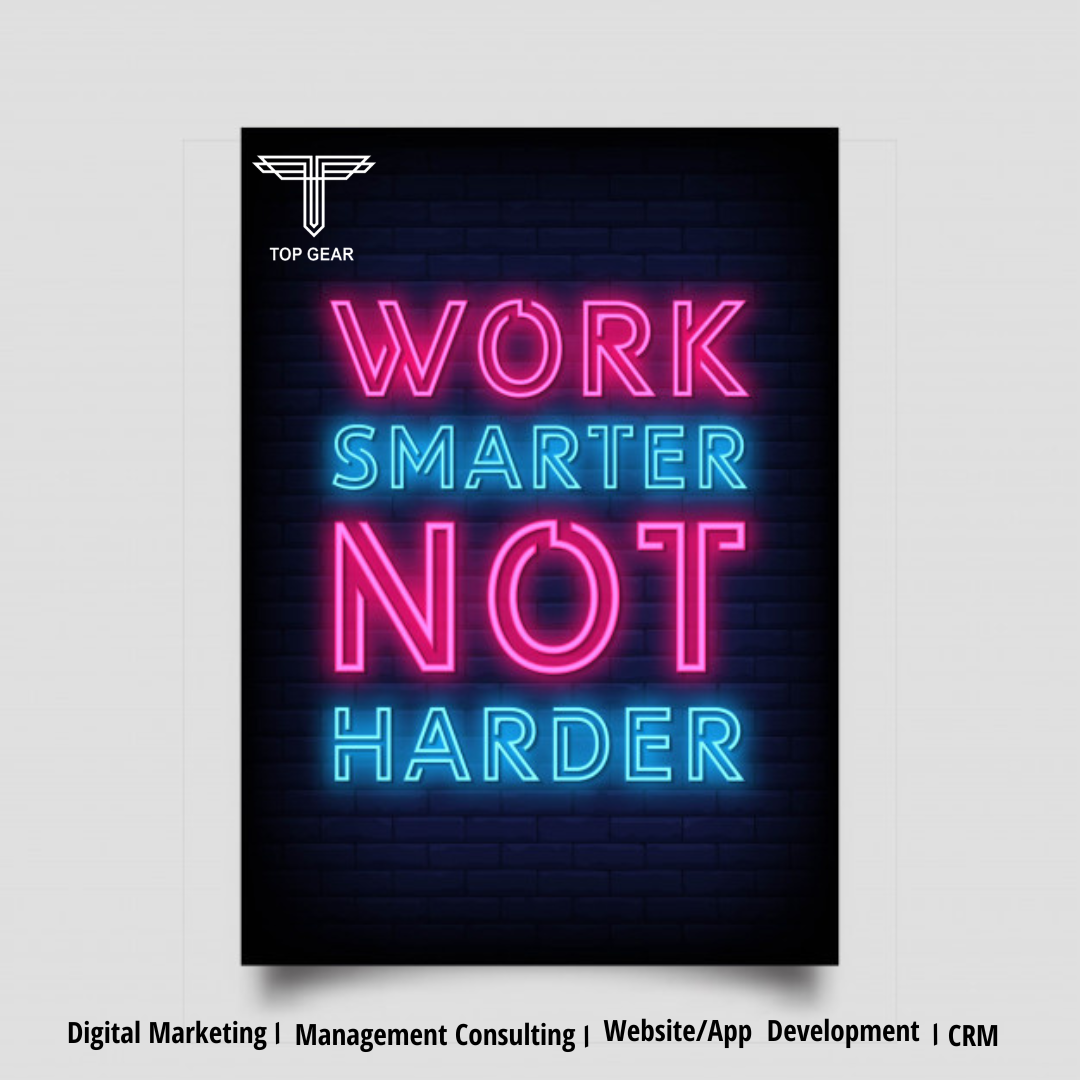 TOP GEAR
WORK
SMARTER
NOT
HARDER
Digital Marketing | Management Consulting | Website/App Development | CRM